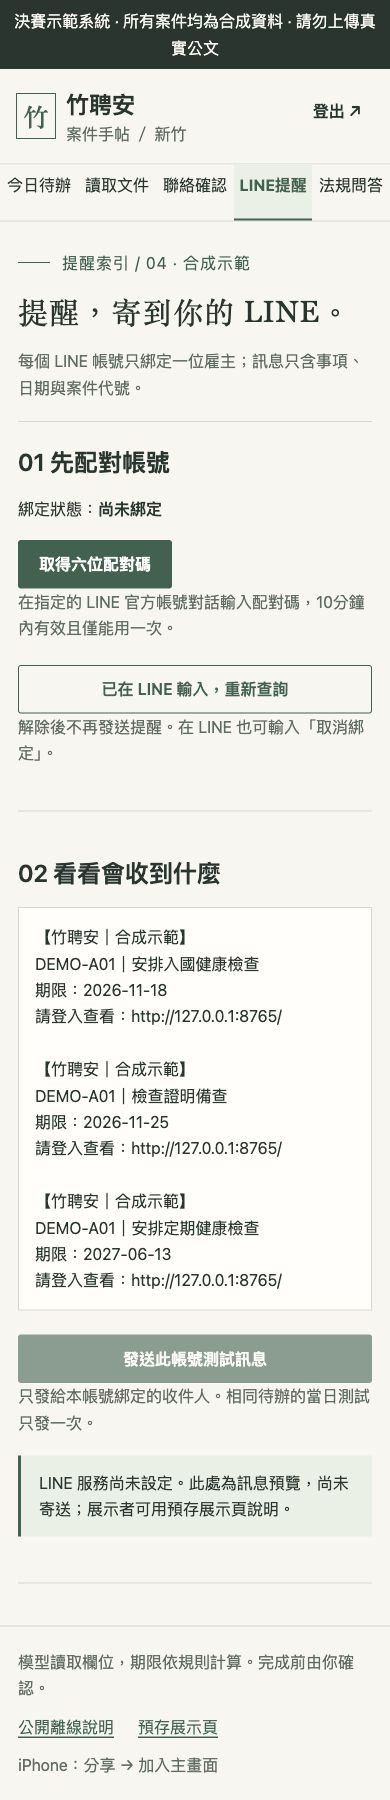 決賽示範系統 · 所有案件均為合成資料 · 請勿上傳真
實公文
竹
竹聘安
案件手帖 / 新竹
登出 ↗
今日待辦 讀取文件 聯絡確認 LINE提醒 法規問答
提醒索引 / 04 · 合成示範
提醒，寄到你的 LINE。
每個 LINE 帳號只綁定一位雇主；訊息只含事項、
日期與案件代號。
01 先配對帳號
綁定狀態：尚未綁定
取得六位配對碼
在指定的 LINE 官方帳號對話輸入配對碼，10分鐘
內有效且僅能用一次。
已在 LINE 輸入，重新查詢
解除後不再發送提醒。在 LINE 也可輸入「取消綁
定」。
02 看看會收到什麼
【竹聘安｜合成示範】
DEMO-A01｜安排入國健康檢查
期限：2026-11-18
請登入查看：http://127.0.0.1:8765/
【竹聘安｜合成示範】
DEMO-A01｜檢查證明備查
期限：2026-11-25
請登入查看：http://127.0.0.1:8765/
【竹聘安｜合成示範】
DEMO-A01｜安排定期健康檢查
期限：2027-06-13
請登入查看：http://127.0.0.1:8765/
發送此帳號測試訊息
只發給本帳號綁定的收件人。相同待辦的當日測試
只發一次。
LINE 服務尚未設定。此處為訊息預覽，尚未
寄送；展示者可用預存展示頁說明。
模型讀取欄位，期限依規則計算。完成前由你確
認。
公開離線說明 預存展示頁
iPhone：分享 → 加入主畫面